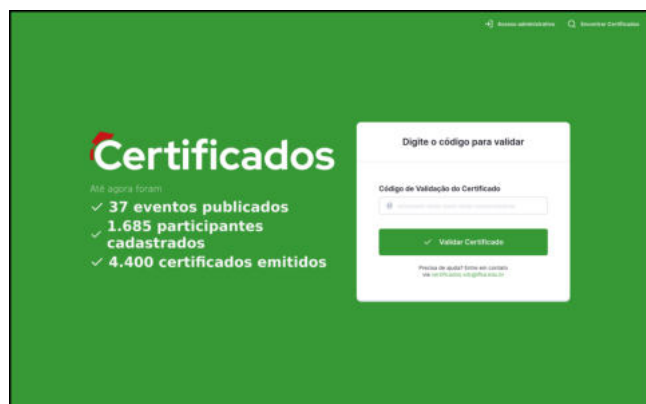 Acesso administrativo
Encontrar Certificados
Certificados
Até agora foram
37 eventos publicados
1.685 participantes
cadastrados
4.400 certificados emitidos
Digite o código para validar
Código de Validação do Certificado
Validar Certificado
Precisa de ajuda? Entre em contato
via